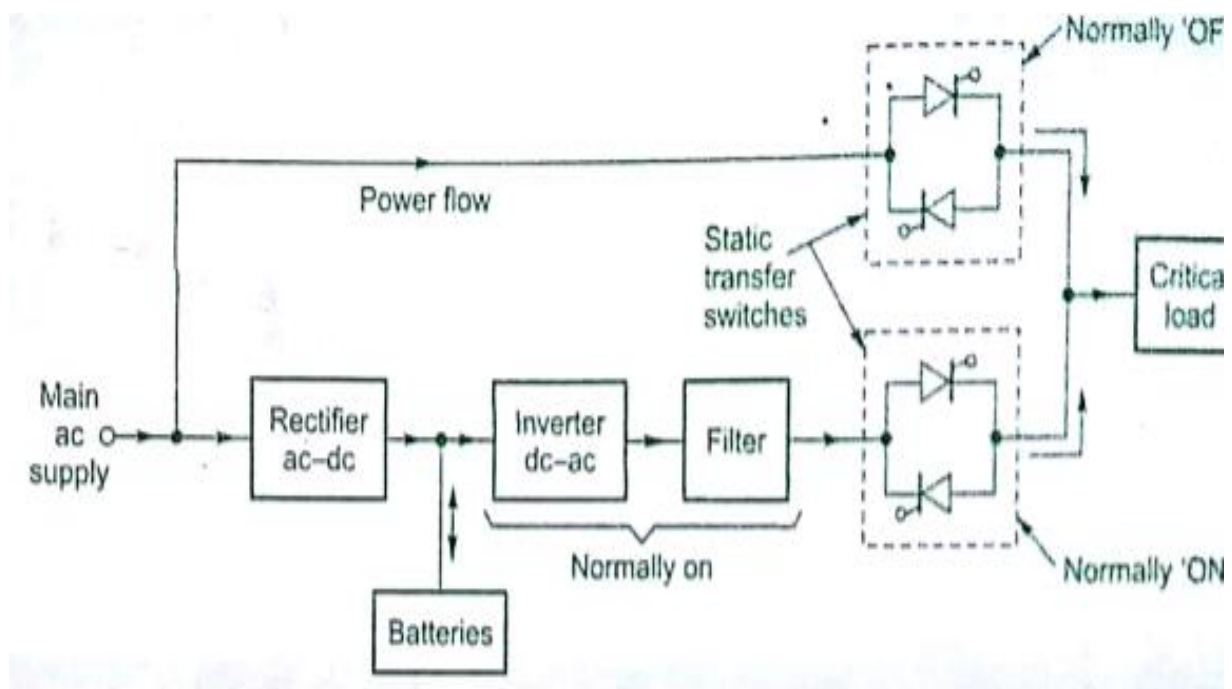 Normally 'OF
Power flow
Static
transfer
switches
Critica
load
Main
ac
supply
Rectifier
ac–dc
Inverter
dc–ac
Filter
Normally on
Normally 'ON
Batteries